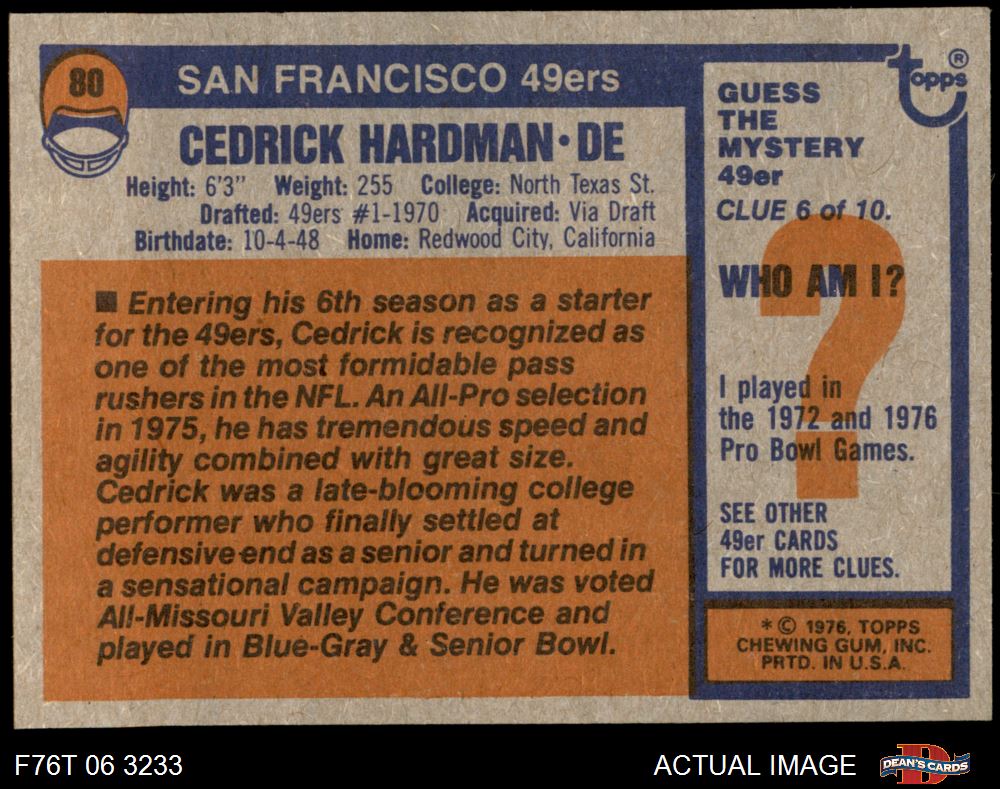 80
SAN FRANCISCO 49ers
CEDRICK HARDMAN • DE
Height: 6'3" Weight: 255 College: North Texas St.
Drafted: 49ers #1-1970 Acquired: Via Draft
Birthdate: 10-4-48 Home: Redwood City, California
■ Entering his 6th season as a starter
for the 49ers, Cedrick is recognized as
one of the most formidable pass
rushers in the NFL. An All-Pro selection
in 1975, he has tremendous speed and
agility combined with great size.
Cedrick was a late-blooming college
performer who finally settled at
defensive end as a senior and turned in
a sensational campaign. He was voted
All-Missouri Valley Conference and
played in Blue-Gray & Senior Bowl.
topps ®
GUESS
THE
MYSTERY
49er
CLUE 6 of 10.
WHO AM I?
?
I played in
the 1972 and 1976
Pro Bowl Games.
SEE OTHER
49er CARDS
FOR MORE CLUES.
* © 1976, TOPPS
CHEWING GUM, INC.
PRTD. IN U.S.A.
F76T 06 3233
ACTUAL IMAGE
D
DEAN'S CARDS